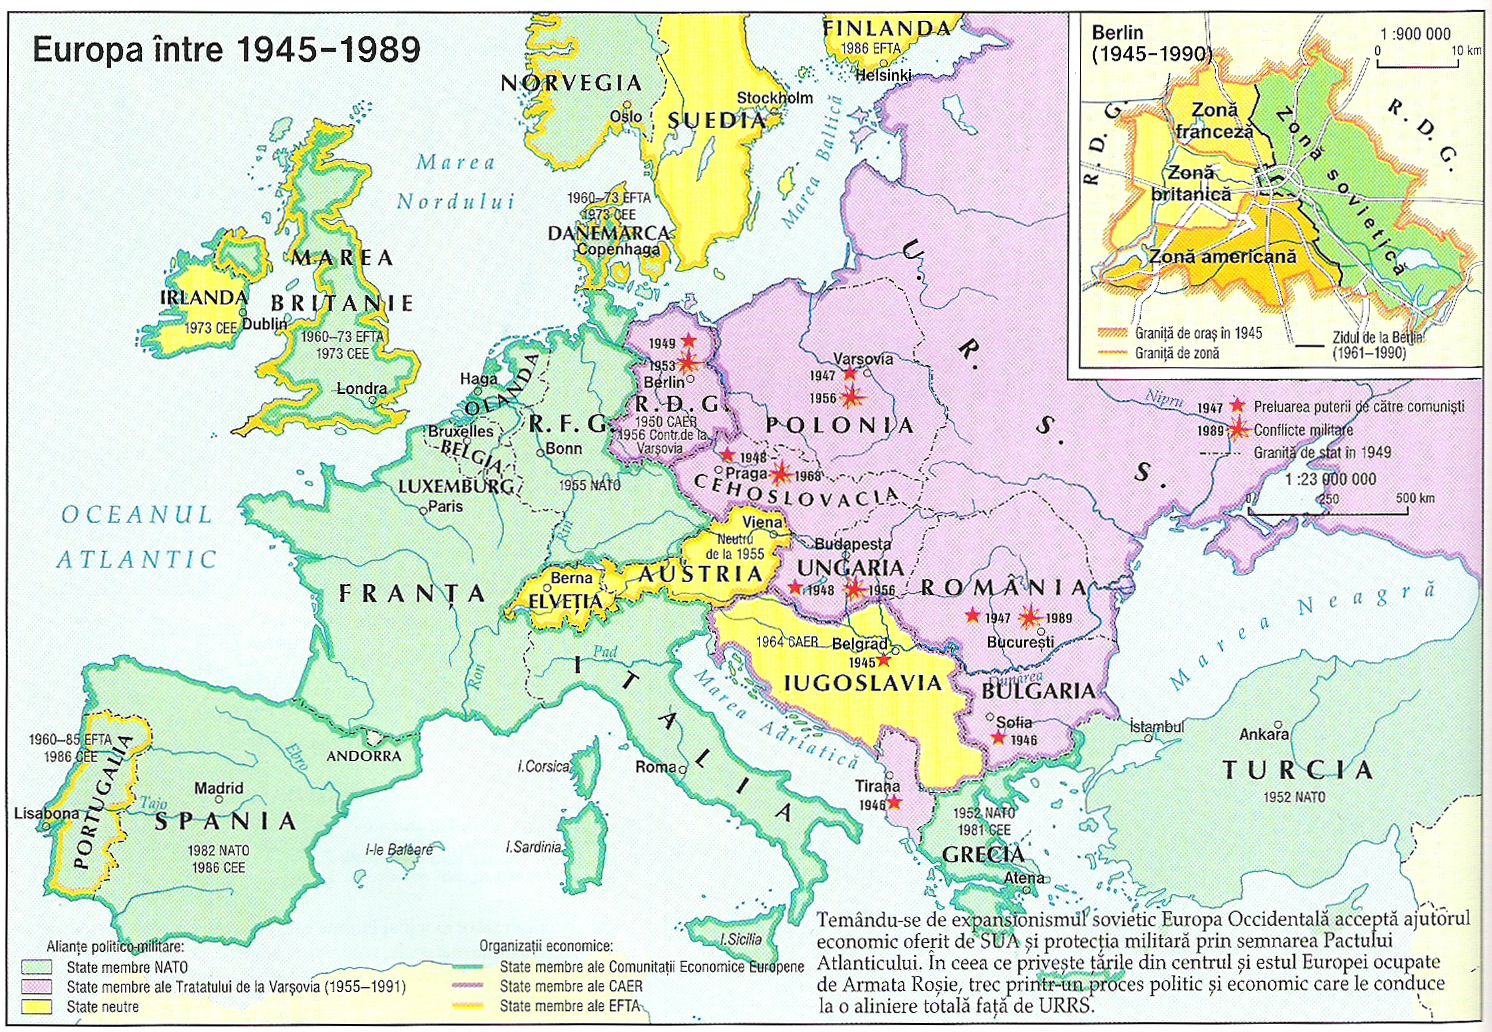 Europa între 1945–1989
NORVEGIA
Oslo
SUEDIA
Stockholm
FINLANDA
1986 EFTA
Helsinki
Marea
Nordului
Marea Baltică
1960–73 EFTA
1973 CEE
DANEMARCA
Copenhaga
MAREA
BRITANIE
1960–73 EFTA
1973 CEE
Londra
IRLANDA
1973 CEE
Dublin
Haga
OLANDA
Bruxelles
BELGIA
LUXEMBURG
Paris
R.F.G.
Bonn
1955 NATO
Rin
1949
1953
Berlin
R.D.G.
1950 CAER
1956 Contr.de la
Varșovia
Varșovia
1947
1956
POLONIA
U. R. S. S.
1948
Praga
1968
CEHOSLOVACIA
OCEANUL
ATLANTIC
FRANȚA
Berna
ELVEȚIA
Viena
Neutru
de la 1955
AUSTRIA
Budapesta
UNGARIA
1948
1956
ROMÂNIA
1947
1989
București
Marea Neagră
1964 CAER
Belgrad
1945
IUGOSLAVIA
Dunărea
BULGARIA
Sofia
1946
Ron
Pad
ITALIA
Roma
Marea Adriatică
Tirana
1946
I.Corsica
I.Sardinia
I.Sicilia
I-le Baleare
ANDORRA
Ebro
1960–85 EFTA
1986 CEE
PORTUGALIA
Lisabona
Tajo
Madrid
SPANIA
1982 NATO
1986 CEE
1952 NATO
1981 CEE
GRECIA
Atena
İstambul
Ankara
TURCIA
1952 NATO
Berlin
(1945–1990)
1 :900 000
0 10 km
R. D. G.
R. D. G.
Zonă
franceză
Zonă
britanică
Zonă sovietică
Zonă americană
Graniță de oraș în 1945
Graniță de zonă
Zidul de la Berlin
(1961–1990)
Nipru
1947 Preluarea puterii de către comuniști
1989 Conflicte militare
Graniță de stat în 1949
1 :23 000 000
0 250 500 km
Alianțe politico-militare:
State membre NATO
State membre ale Tratatului de la Varșovia (1955–1991)
State neutre
Organizații economice:
State membre ale Comunitații Economice Europene
State membre ale CAER
State membre ale EFTA
Temându-se de expansionismul sovietic Europa Occidentală acceptă ajutorul
economic oferit de SUA și protecția militară prin semnarea Pactului
Atlanticului. În ceea ce privește țările din centrul și estul Europei ocupate
de Armata Roșie, trec printr-un proces politic și economic care le conduce
la o aliniere totală față de URRS.